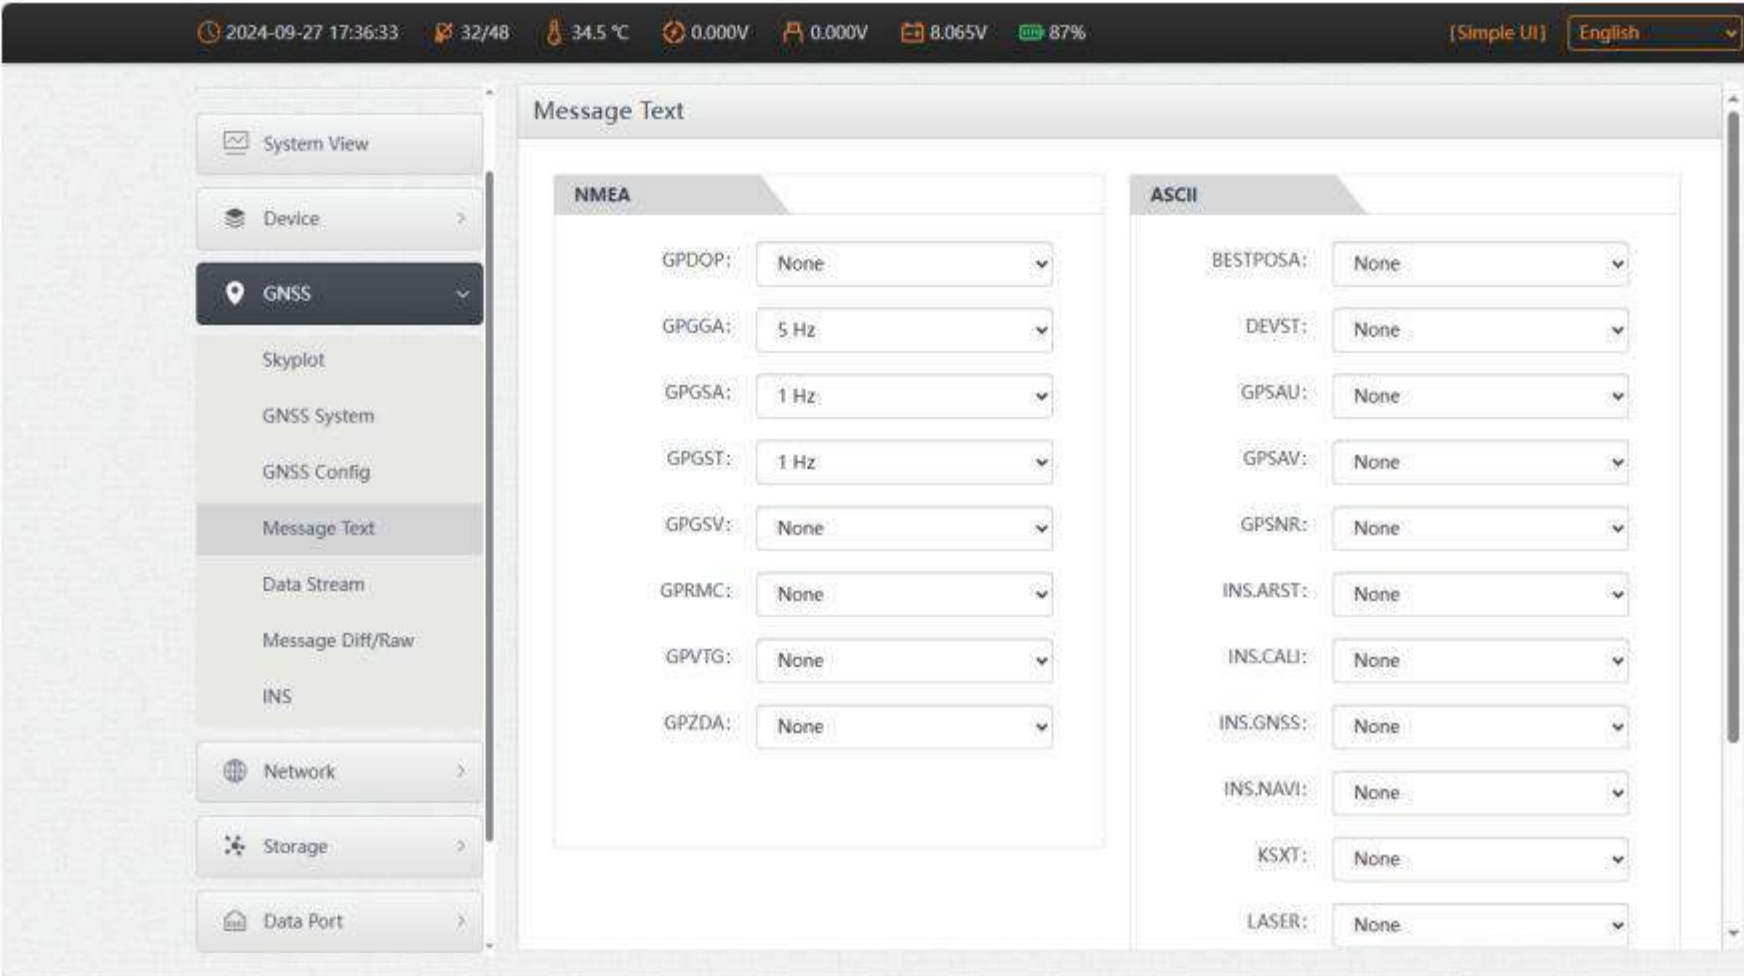 2024-09-27 17:36:33 32/48 34.5 ℃ 0.000V 0.000V 8.065V 87% [Simple UI] English
System View
Device
GNSS
Skyplot
GNSS System
GNSS Config
Message Text
Data Stream
Message Diff/Raw
INS
Network
Storage
Data Port
Message Text
NMEA
GPDOP: None
GPGGA: 5 Hz
GPGSA: 1 Hz
GPGST: 1 Hz
GPGSV: None
GPRMC: None
GPVTG: None
GPZDA: None
ASCII
BESTPOSA: None
DEVST: None
GPSAU: None
GPSAV: None
GPSNR: None
INS.ARST: None
INS.CALI: None
INS.GNSS: None
INS.NAVI: None
KSXT: None
LASER: None